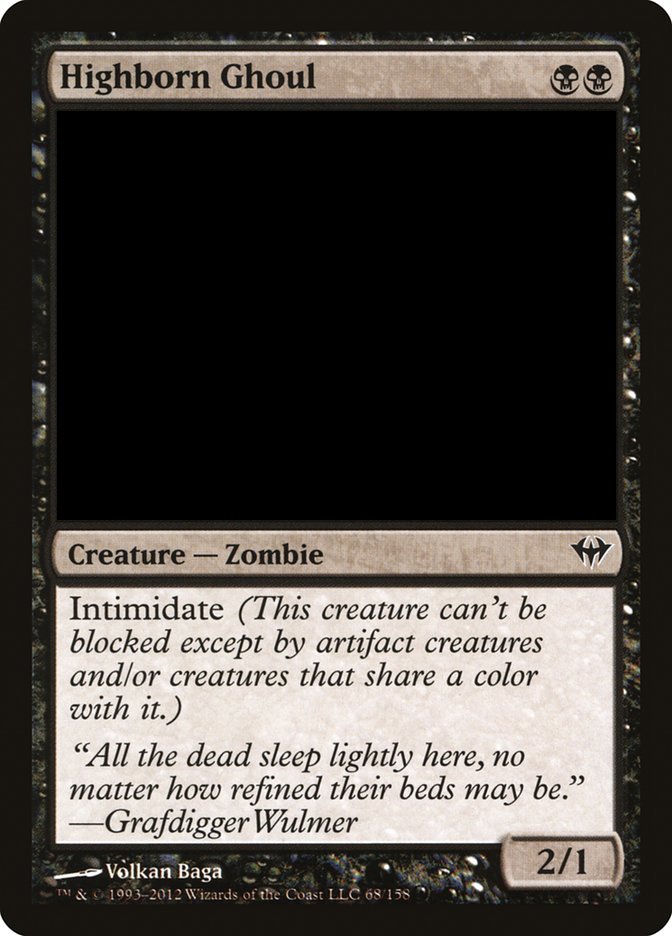 Highborn Ghoul
Creature — Zombie
Intimidate (This creature can't be
blocked except by artifact creatures
and/or creatures that share a color
with it.)
"All the dead sleep lightly here, no
matter how refined their beds may be."
—Grafdigger Wulmer
2/1
Volkan Baga
™ & © 1993–2012 Wizards of the Coast LLC 68/158